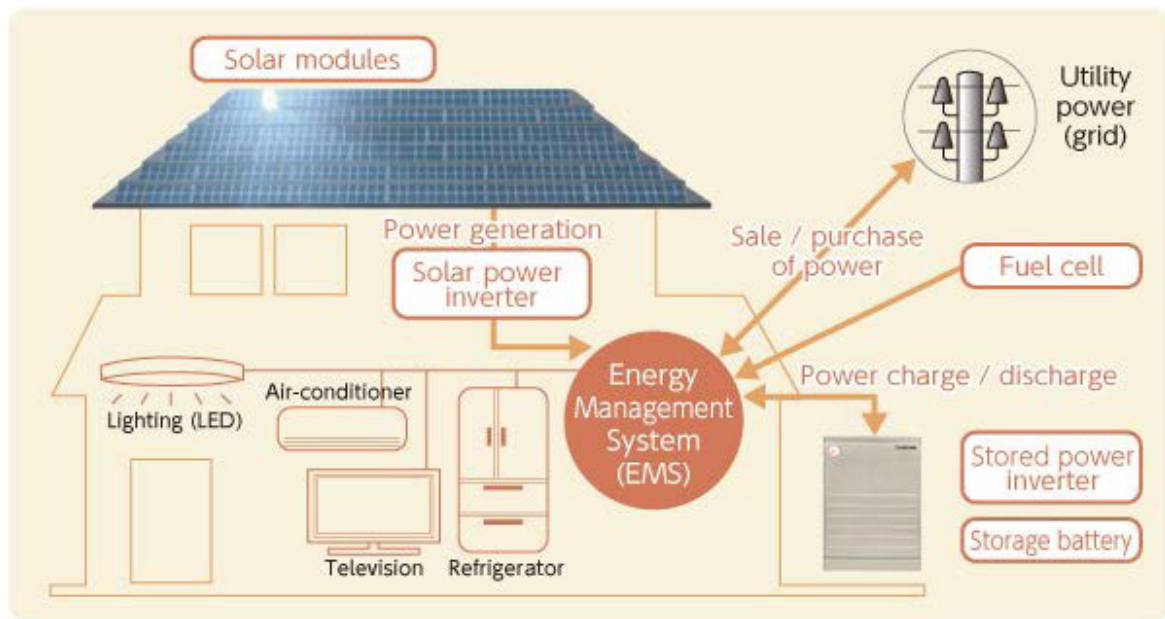 Solar modules
Utility
power
(grid)
Power generation
Solar power
inverter
Sale / purchase
of power
Fuel cell
Energy
Management
System
(EMS)
Power charge / discharge
Air-conditioner
Lighting (LED)
Stored power
inverter
Storage battery
Television
Refrigerator